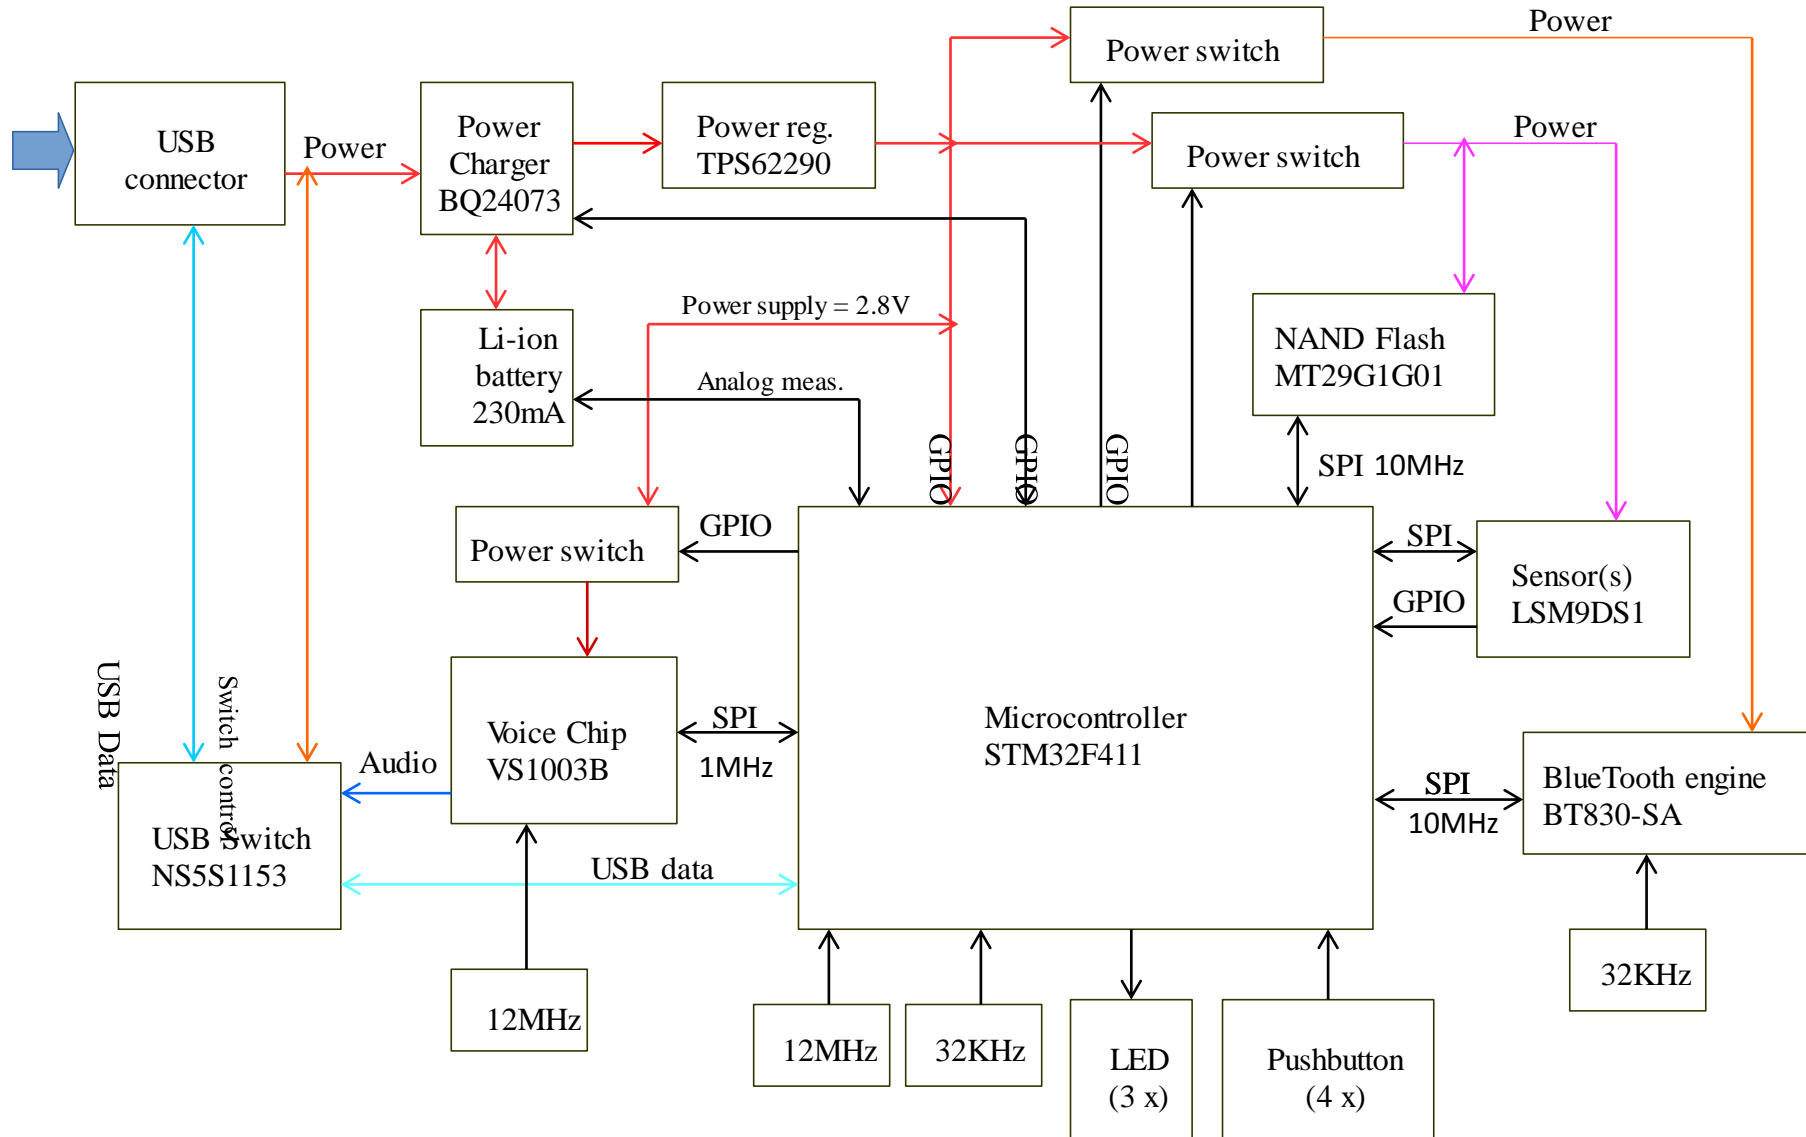 Power
Power switch
USB
connector
Power
Power
Charger
BQ24073
Power reg.
TPS62290
Power
Power switch
Power supply = 2.8V
Li-ion
battery
230mA
Analog meas.
NAND Flash
MT29G1G01
GPIO
GPIO
GPIO
SPI 10MHz
Power switch
GPIO
SPI
Sensor(s)
LSM9DS1
GPIO
USB Data
Switch control
Voice Chip
VS1003B
SPI
1MHz
Microcontroller
STM32F411
Audio
SPI
10MHz
BlueTooth engine
BT830-SA
USB Switch
NS5S1153
USB data
12MHz
12MHz
32KHz
LED
(3 x)
Pushbutton
(4 x)
32KHz